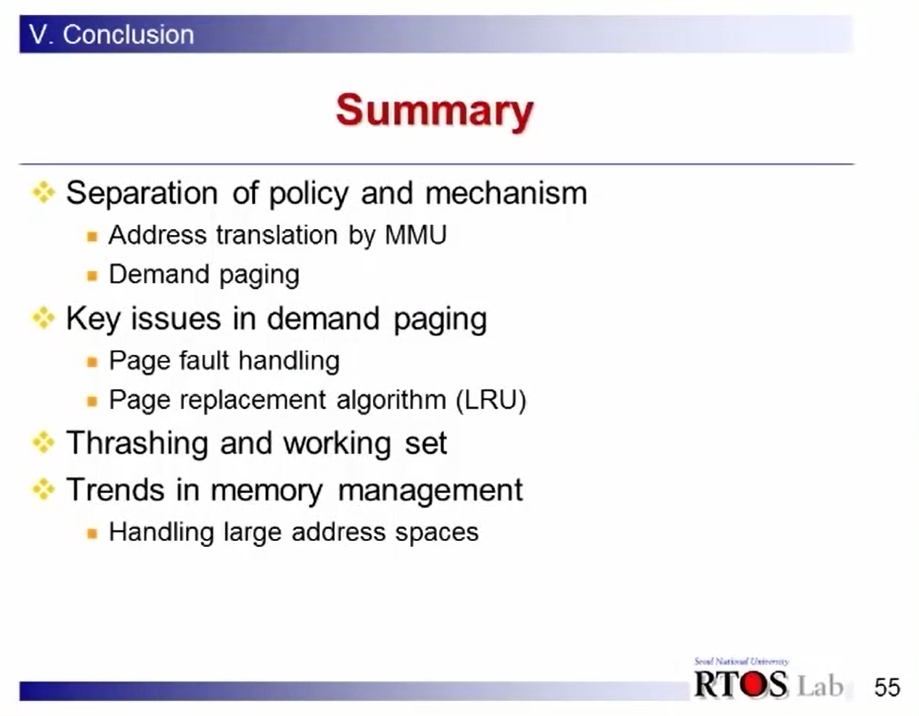 V. Conclusion
Summary
Separation of policy and mechanism
Address translation by MMU
Demand paging
Key issues in demand paging
Page fault handling
Page replacement algorithm (LRU)
Thrashing and working set
Trends in memory management
Handling large address spaces
Seoul National University
RTOS Lab
55